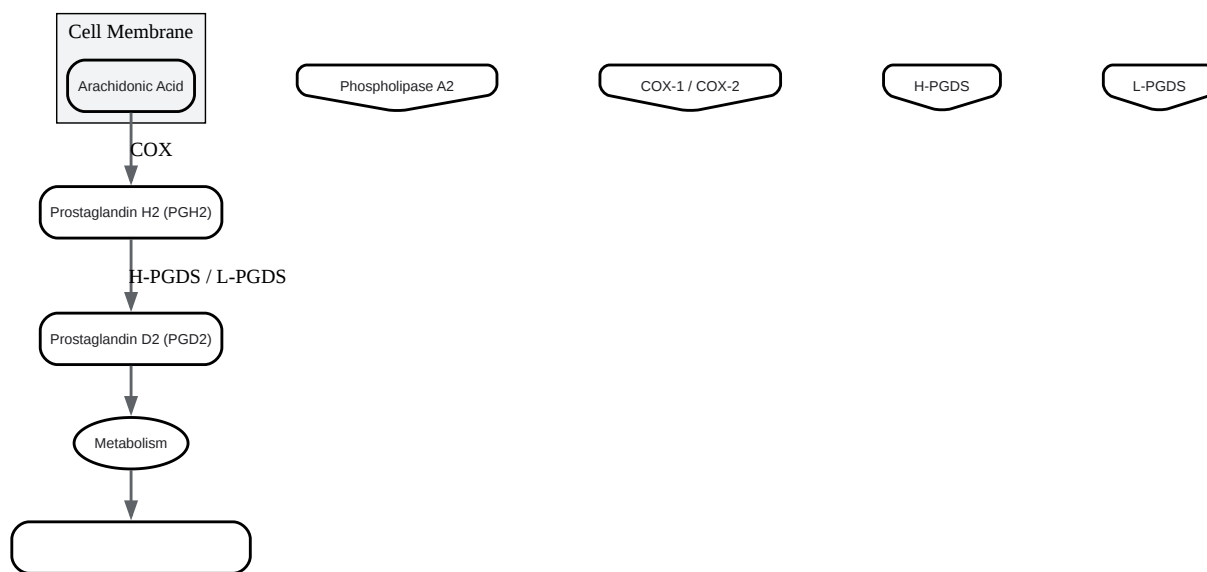 Cell Membrane
Arachidonic Acid
Phospholipase A2
COX-1 / COX-2
H-PGDS
L-PGDS
COX
Prostaglandin H2 (PGH2)
H-PGDS / L-PGDS
Prostaglandin D2 (PGD2)
Metabolism